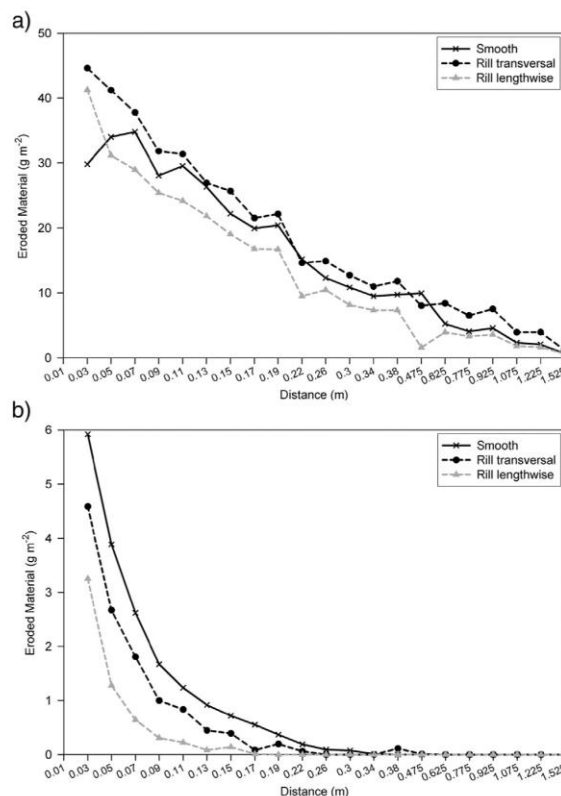 a)
50
40
30
20
10
0
Eroded Material (g m-2)
Smooth
Rill transversal
Rill lengthwise
0.01 0.03 0.05 0.07 0.09 0.11 0.13 0.15 0.17 0.19 0.22 0.26 0.3 0.34 0.38 0.475 0.625 0.775 0.925 1.075 1.225 1.525
Distance (m)
b)
6
5
4
3
2
1
0
Eroded Material (g m-2)
Smooth
Rill transversal
Rill lengthwise
0.01 0.03 0.05 0.07 0.09 0.11 0.13 0.15 0.17 0.19 0.22 0.26 0.3 0.34 0.38 0.475 0.625 0.775 0.925 1.075 1.225 1.525
Distance (m)